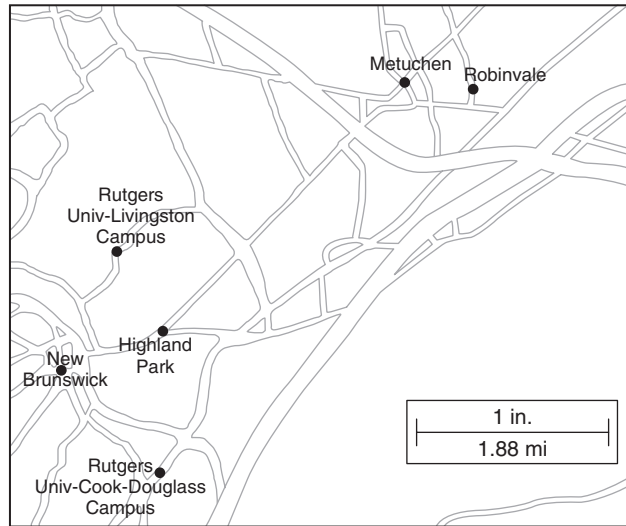 Metuchen
Robinvale
Rutgers
Univ-Livingston
Campus
Highland
Park
New
Brunswick
1 in.
1.88 mi
Rutgers
Univ-Cook-Douglass
Campus